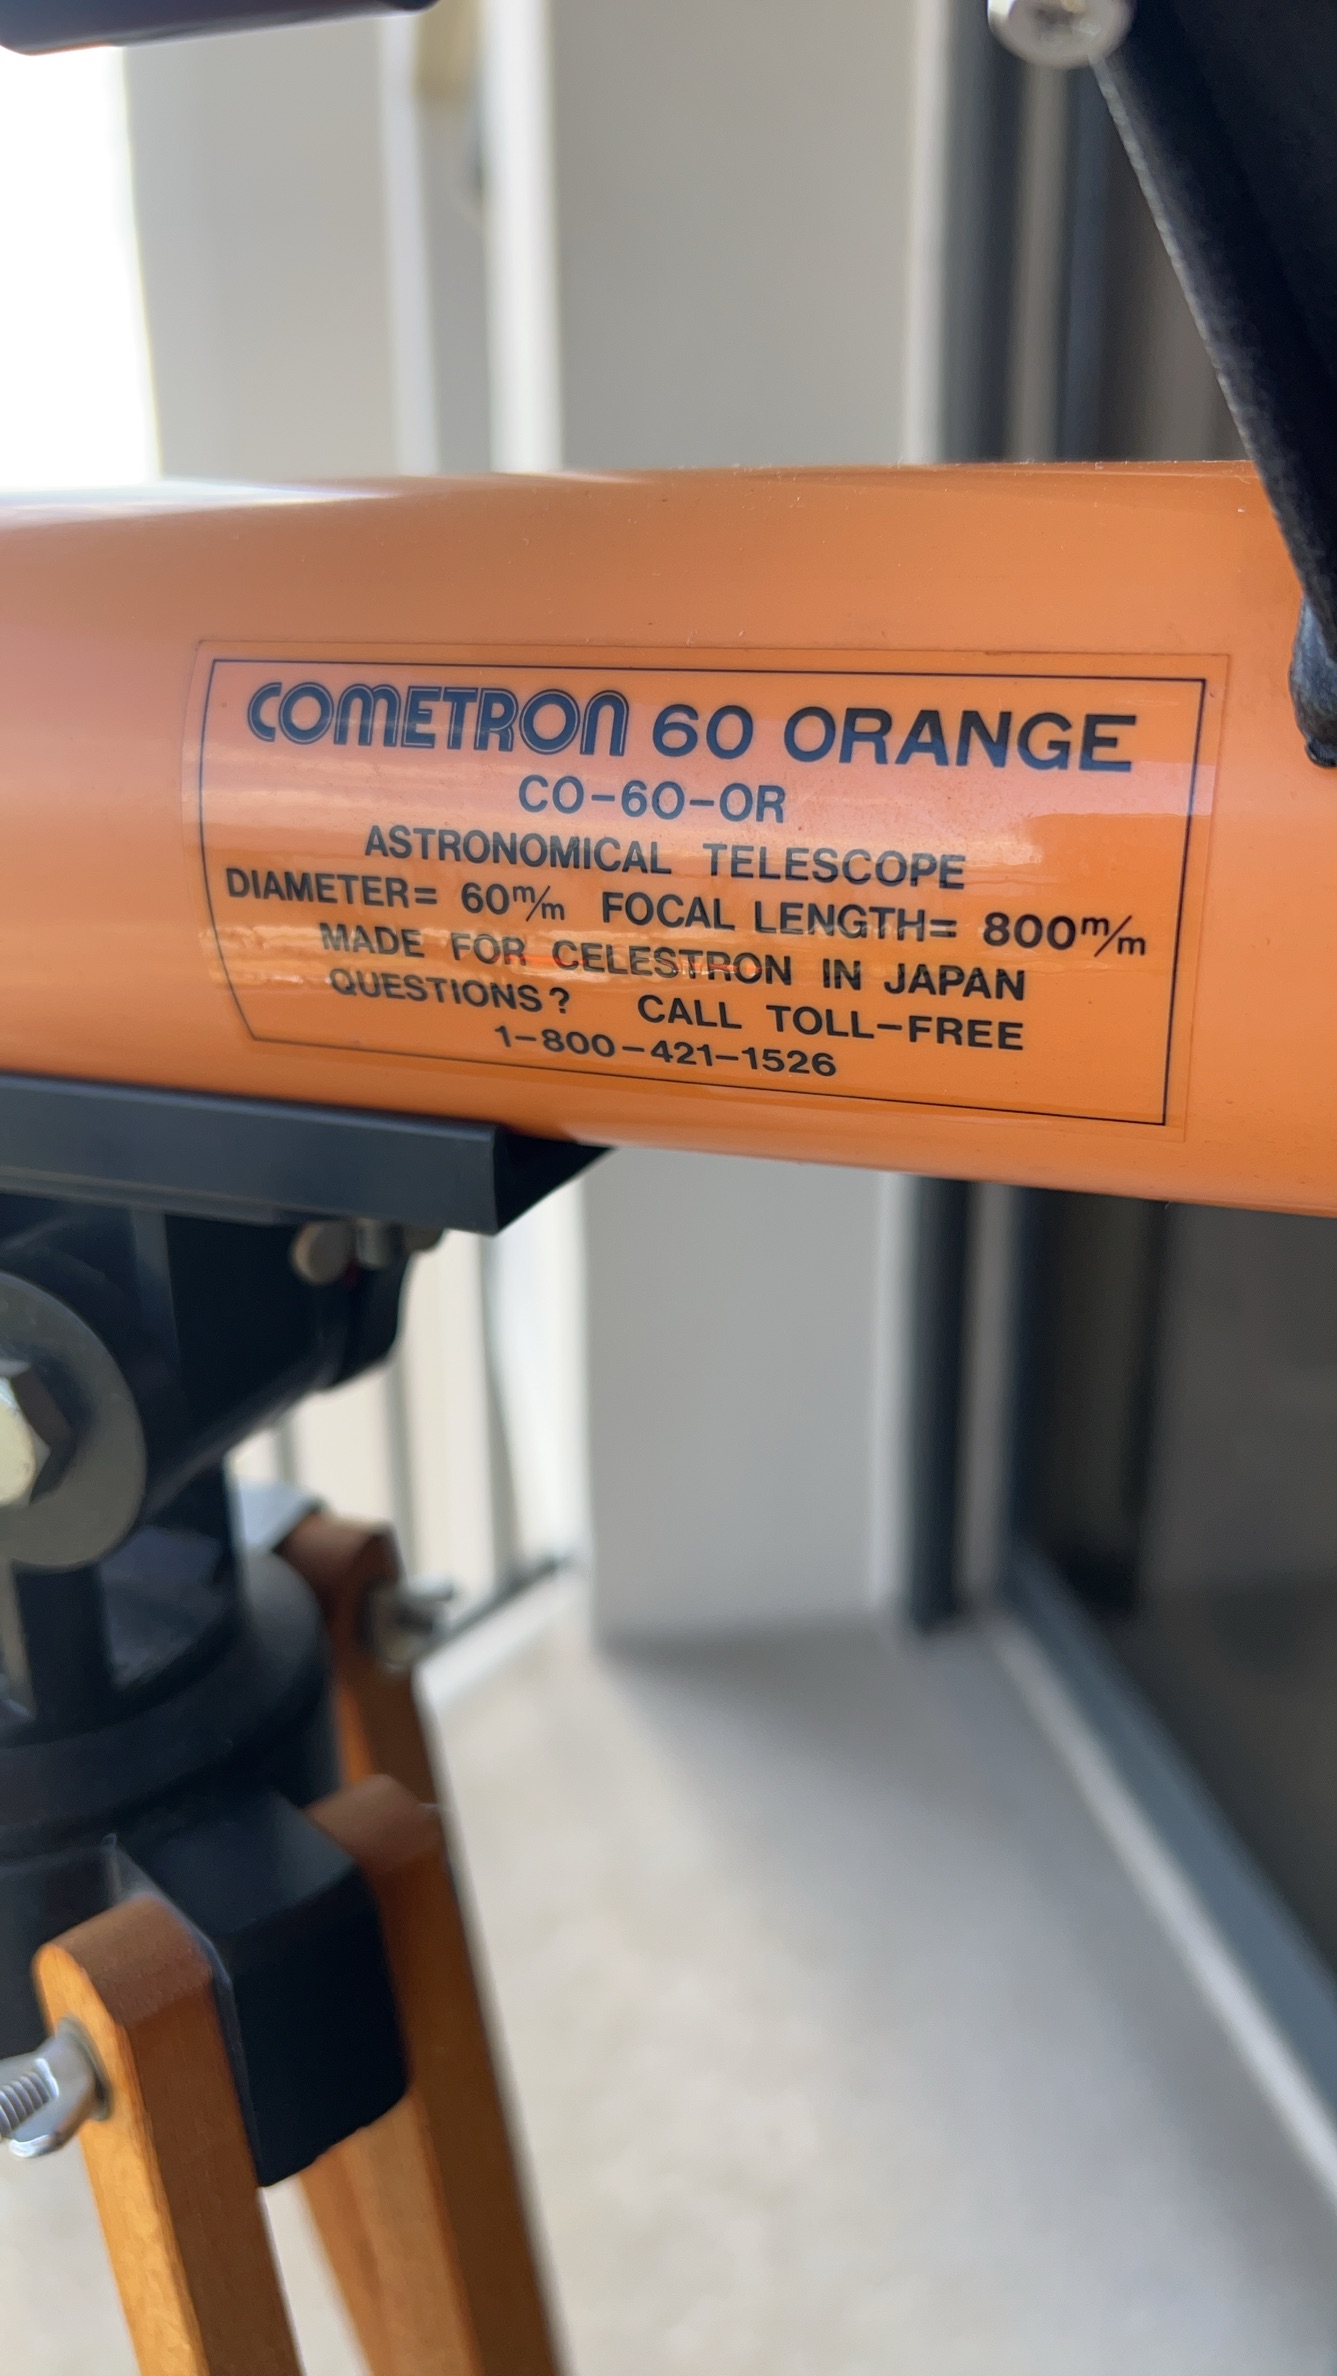 COMETRON 60 ORANGE
CO-60-OR
ASTRONOMICAL TELESCOPE
DIAMETER= 60m/m FOCAL LENGTH= 800m/m
MADE FOR CELESTRON IN JAPAN
QUESTIONS? CALL TOLL-FREE
1-800-421-1526